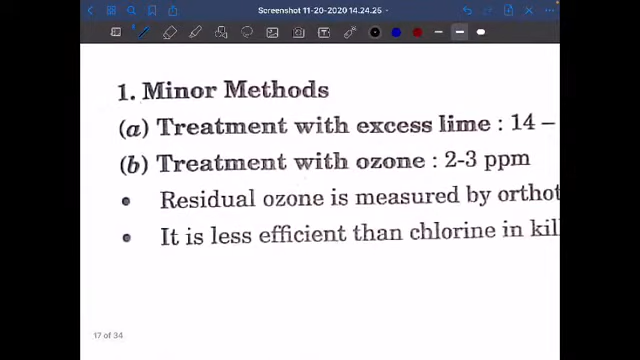 Screenshot 11-20-2020 14.24.25
1. Minor Methods
(a) Treatment with excess lime : 14 –
(b) Treatment with ozone : 2-3 ppm
• Residual ozone is measured by orthot
• It is less efficient than chlorine in kil
17 of 34